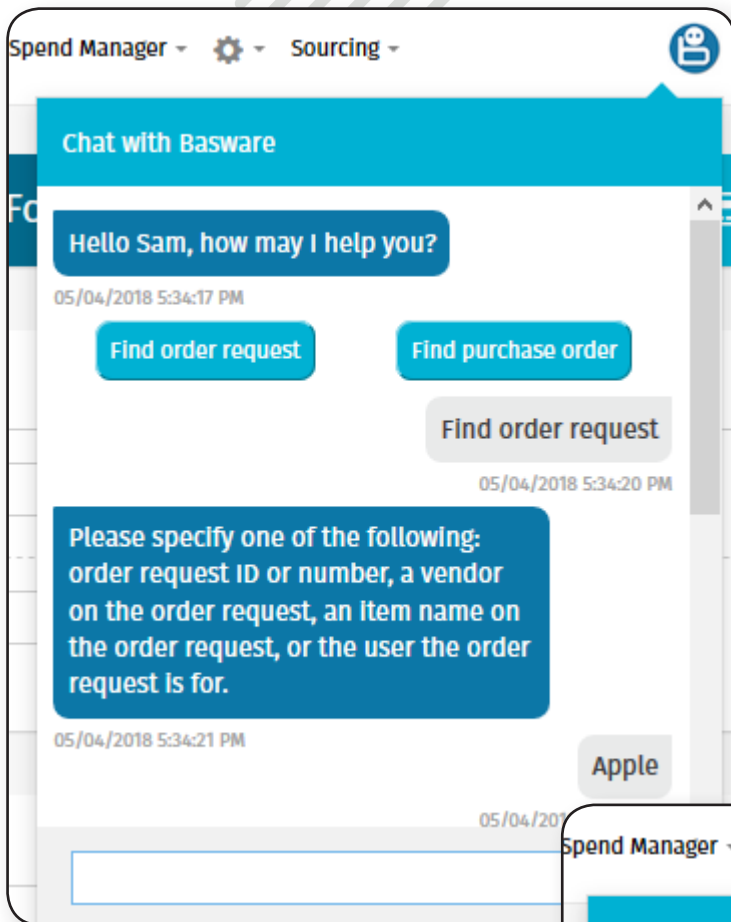 Spend Manager Sourcing
Chat with Basware
Fo
Hello Sam, how may I help you?
05/04/2018 5:34:17 PM
Find order request Find purchase order
Find order request
05/04/2018 5:34:20 PM
Please specify one of the following:
order request ID or number, a vendor
on the order request, an item name on
the order request, or the user the order
request is for.
05/04/2018 5:34:21 PM
Apple
05/04/201
Spend Manager